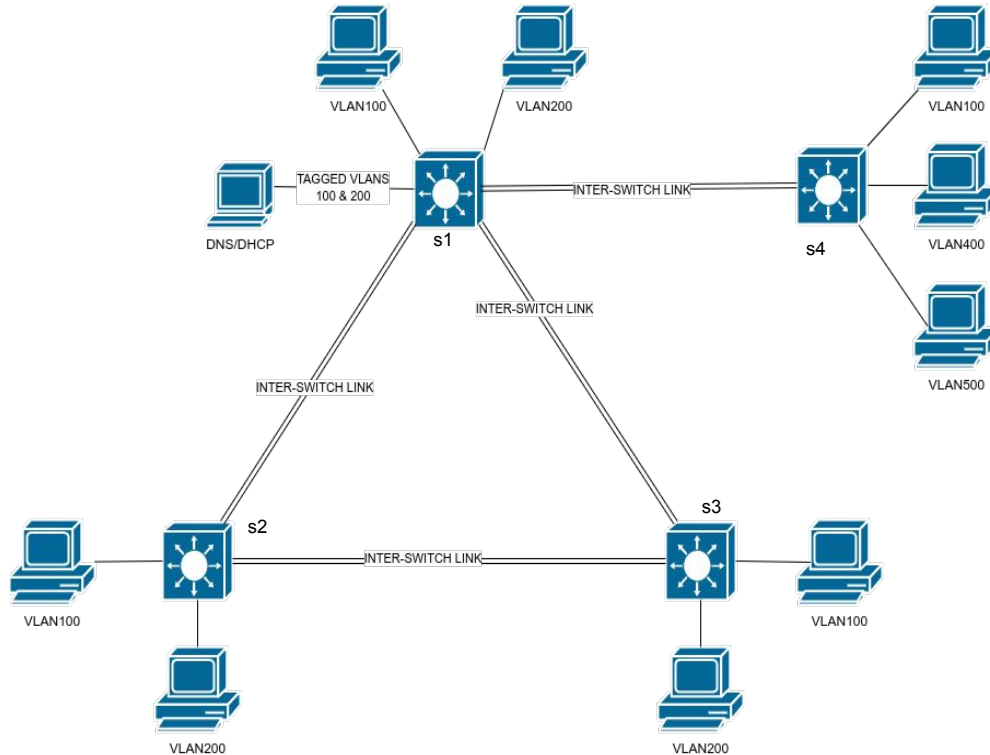 VLAN100
VLAN200
VLAN100
TAGGED VLANS
100 & 200
INTER-SWITCH LINK
DNS/DHCP
s1
s4
VLAN400
INTER-SWITCH LINK
INTER-SWITCH LINK
VLAN500
s3
s2
INTER-SWITCH LINK
VLAN100
VLAN100
VLAN200
VLAN200